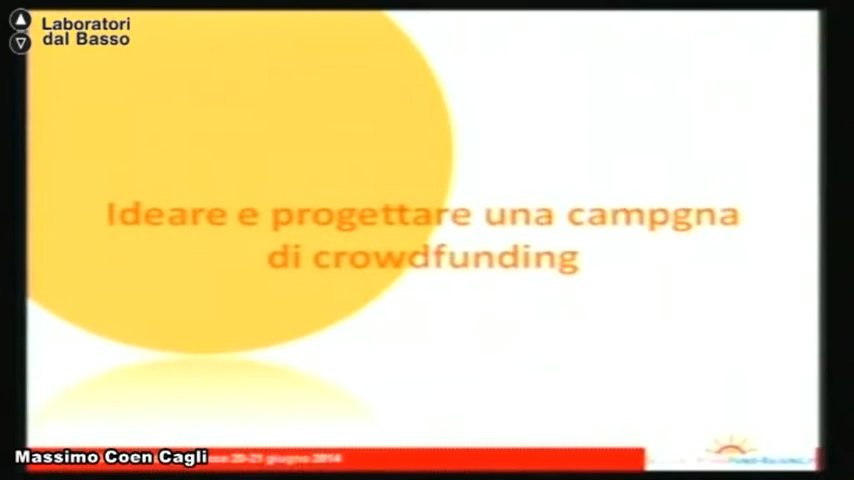 Laboratori
dal Basso
Ideare e progettare una campgna
di crowdfunding
Massimo Coen Cagli
20-21 giugno 2014